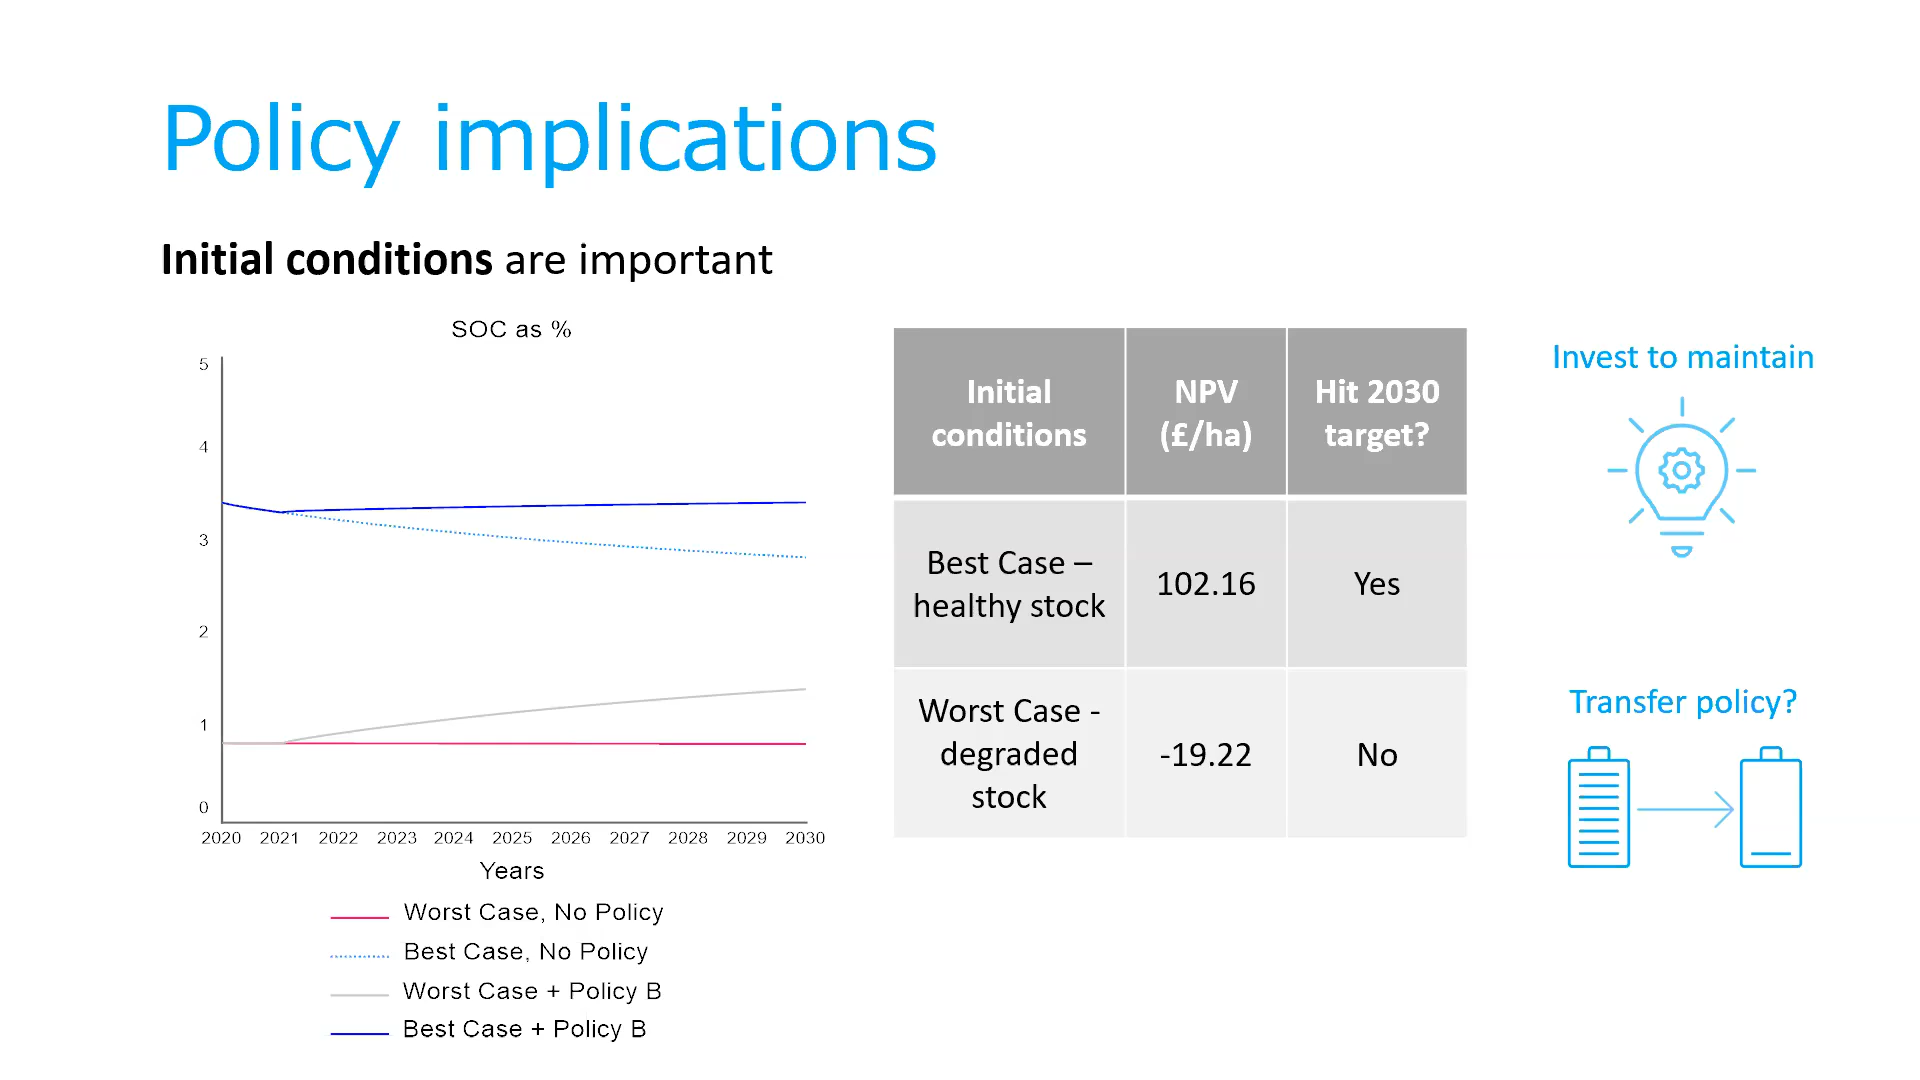 Policy implications
Initial conditions are important
SOC as %
5
4
3
2
1
0
2020 2021 2022 2023 2024 2025 2026 2027 2028 2029 2030
Years
Worst Case, No Policy
Best Case, No Policy
Worst Case + Policy B
Best Case + Policy B
Initial
conditions
NPV
(£/ha)
Hit 2030
target?
Best Case –
healthy stock
102.16
Yes
Worst Case -
degraded
stock
-19.22
No
Invest to maintain
Transfer policy?